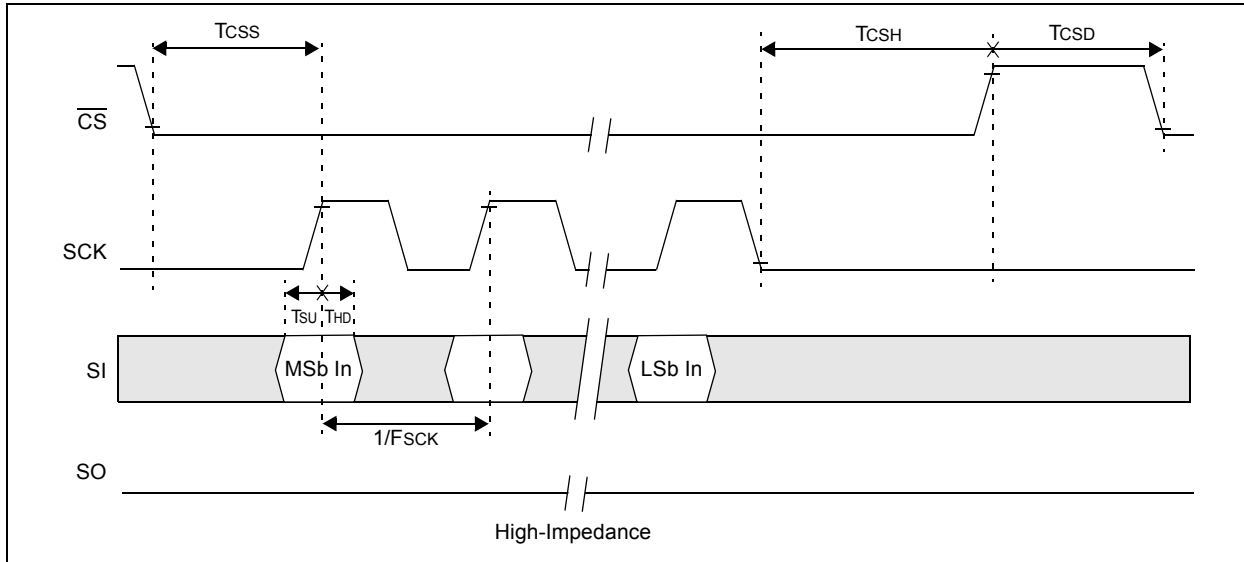 TCSS
TCSH
TCSD
CS
SCK
TSU
THD
SI
MSb In
LSb In
1/FSCK
SO
High-Impedance